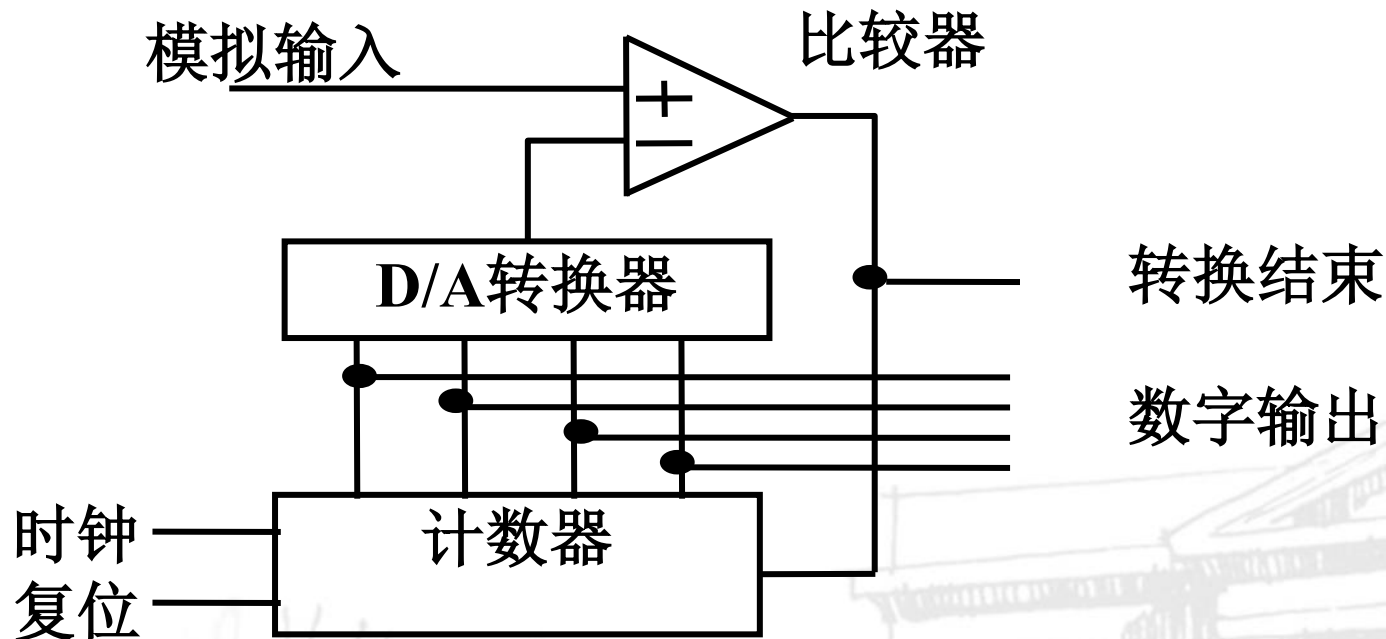 模拟输入
比较器
+
−
D/A转换器
转换结束
数字输出
计数器
时钟
复位